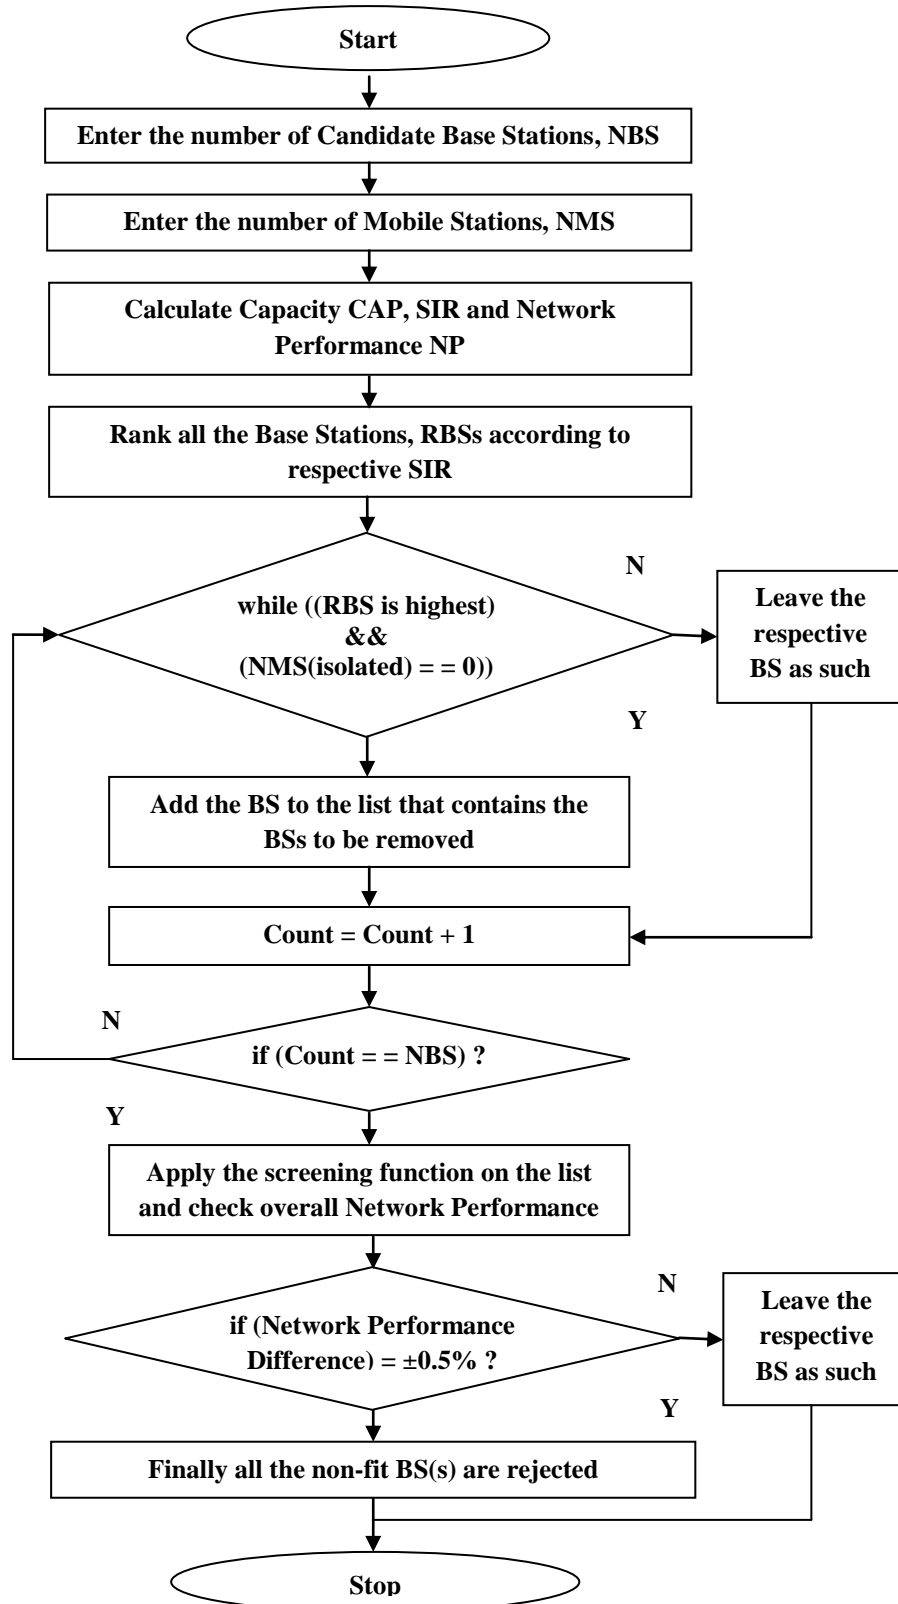 Start
Enter the number of Candidate Base Stations, NBS
Enter the number of Mobile Stations, NMS
Calculate Capacity CAP, SIR and Network
Performance NP
Rank all the Base Stations, RBSs according to
respective SIR
while ((RBS is highest)
&&
(NMS(isolated) = = 0))
N
Leave the
respective
BS as such
Y
Add the BS to the list that contains the
BSs to be removed
Count = Count + 1
N
if (Count = = NBS) ?
Y
Apply the screening function on the list
and check overall Network Performance
if (Network Performance
Difference) = ±0.5% ?
N
Leave the
respective
BS as such
Y
Finally all the non-fit BS(s) are rejected
Stop